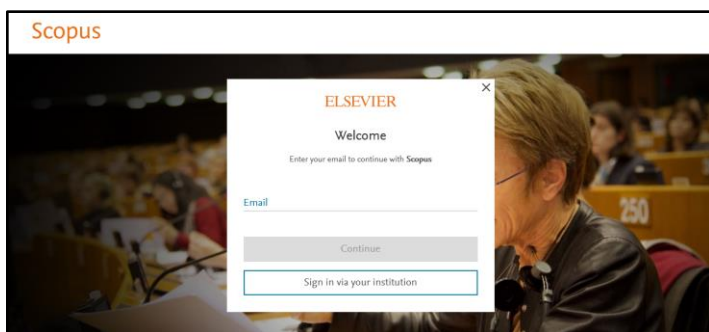 Scopus
ELSEVIER
Welcome
Enter your email to continue with Scopus
Email
Continue
Sign in via your institution
250